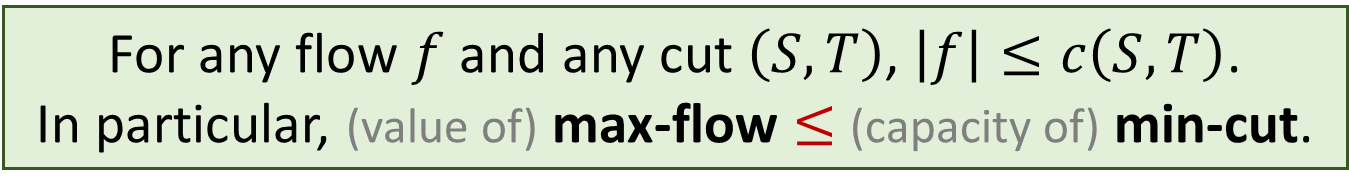 For any flow f and any cut (S, T), |f| ≤ c(S, T).
In particular, (value of) max-flow ≤ (capacity of) min-cut.